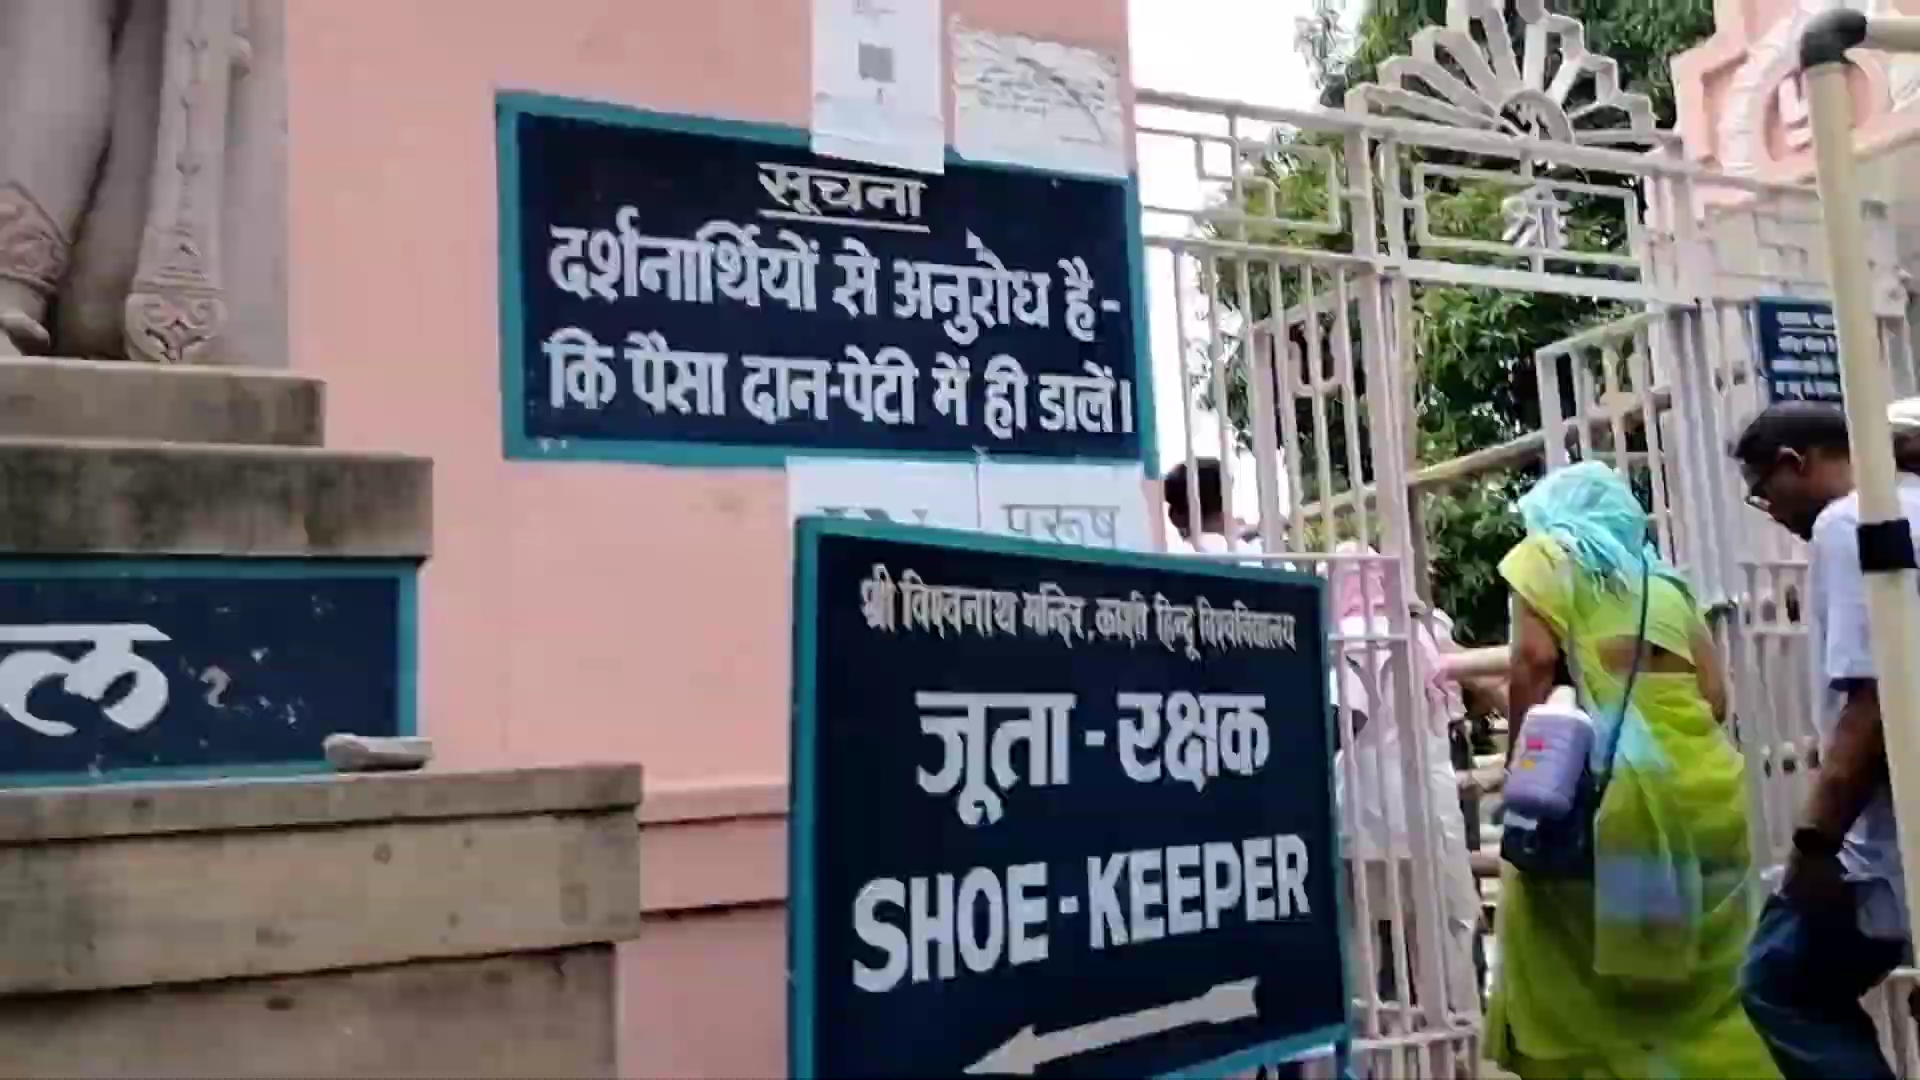 सूचना
दर्शनार्थियों से अनुरोध है-
कि पैसा दान-पेटी में ही डालें।
पुरूष
श्री विश्वनाथ मन्दिर, काशी हिन्दू विश्वविद्यालय
जूता-रक्षक
SHOE-KEEPER
श्री
ल